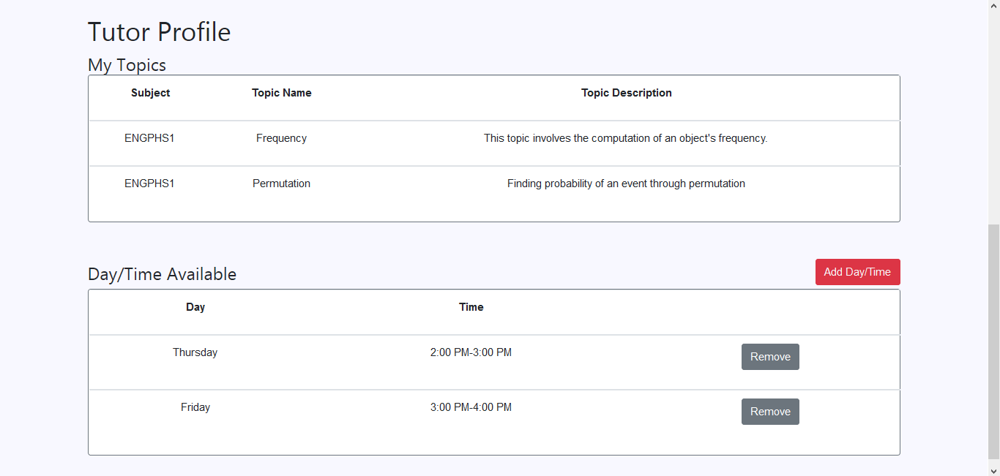 Tutor Profile
My Topics
Subject Topic Name Topic Description
ENGPHS1 Frequency This topic involves the computation of an object's frequency.
ENGPHS1 Permutation Finding probability of an event through permutation
Day/Time Available Add Day/Time
Day Time
Thursday 2:00 PM-3:00 PM Remove
Friday 3:00 PM-4:00 PM Remove